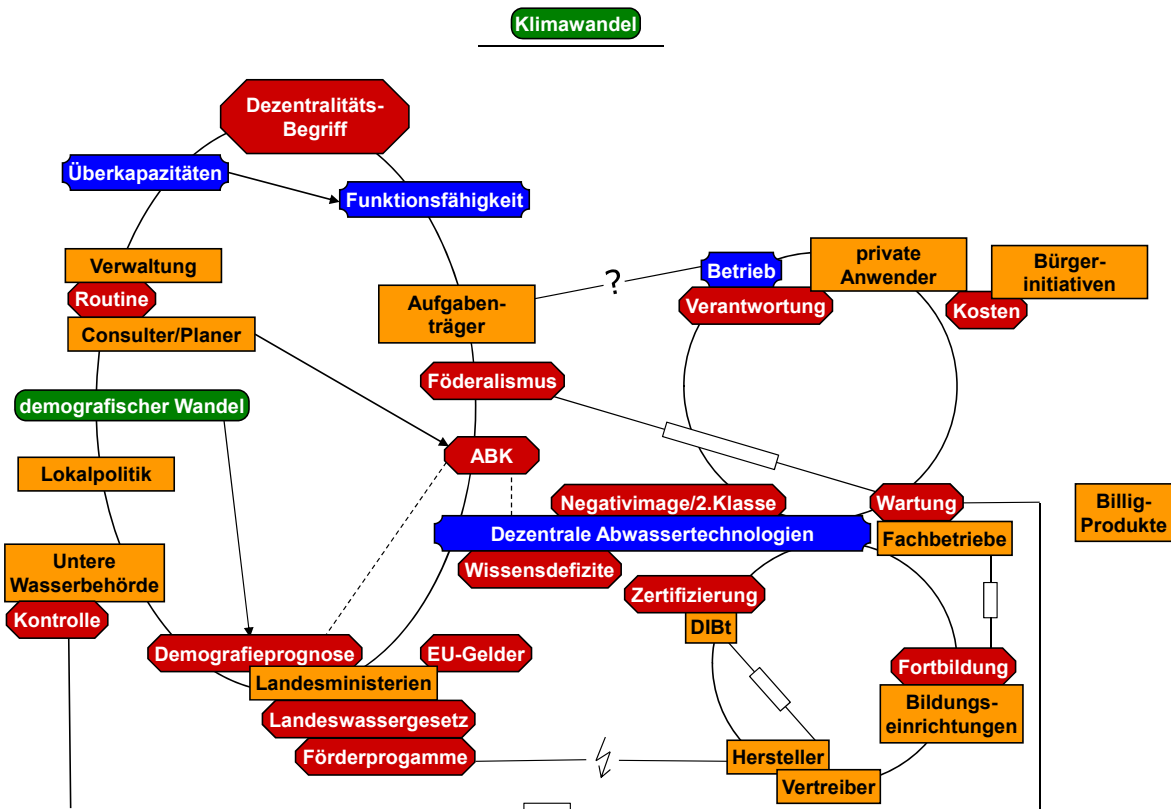 Klimawandel
Dezentralitäts-
Begriff
Überkapazitäten
Funktionsfähigkeit
Verwaltung
Routine
Consulter/Planer
Aufgaben-
träger
?
Betrieb
Verantwortung
private
Anwender
Bürger-
initiativen
Kosten
Föderalismus
demografischer Wandel
ABK
Lokalpolitik
Negativimage/2.Klasse
Wartung
Billig-
Produkte
Dezentrale Abwassertechnologien
Fachbetriebe
Untere
Wasserbehörde
Wissensdefizite
Kontrolle
Zertifizierung
DIBt
Demografieprognose
EU-Gelder
Fortbildung
Landesministerien
Bildungs-
einrichtungen
Landeswassergesetz
Förderprogamme
Hersteller
Vertreiber